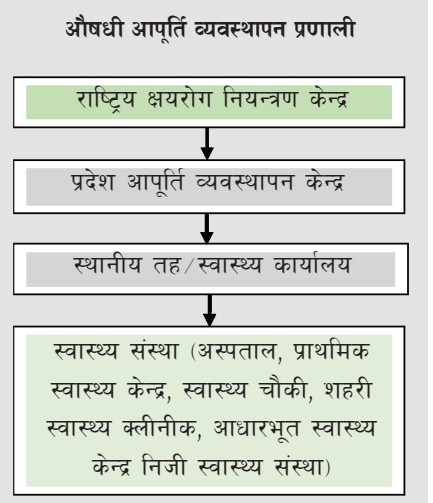 औषधी आपूर्ति व्यवस्थापन प्रणाली
राष्ट्रिय क्षयरोग नियन्त्रण केन्द्र
प्रदेश आपूर्ति व्यवस्थापन केन्द्र
स्थानीय तह/स्वास्थ्य कार्यालय
स्वास्थ्य संस्था (अस्पताल, प्राथमिक
स्वास्थ्य केन्द्र, स्वास्थ्य चौकी, शहरी
स्वास्थ्य क्लीनीक, आधारभूत स्वास्थ्य
केन्द्र निजी स्वास्थ्य संस्था)